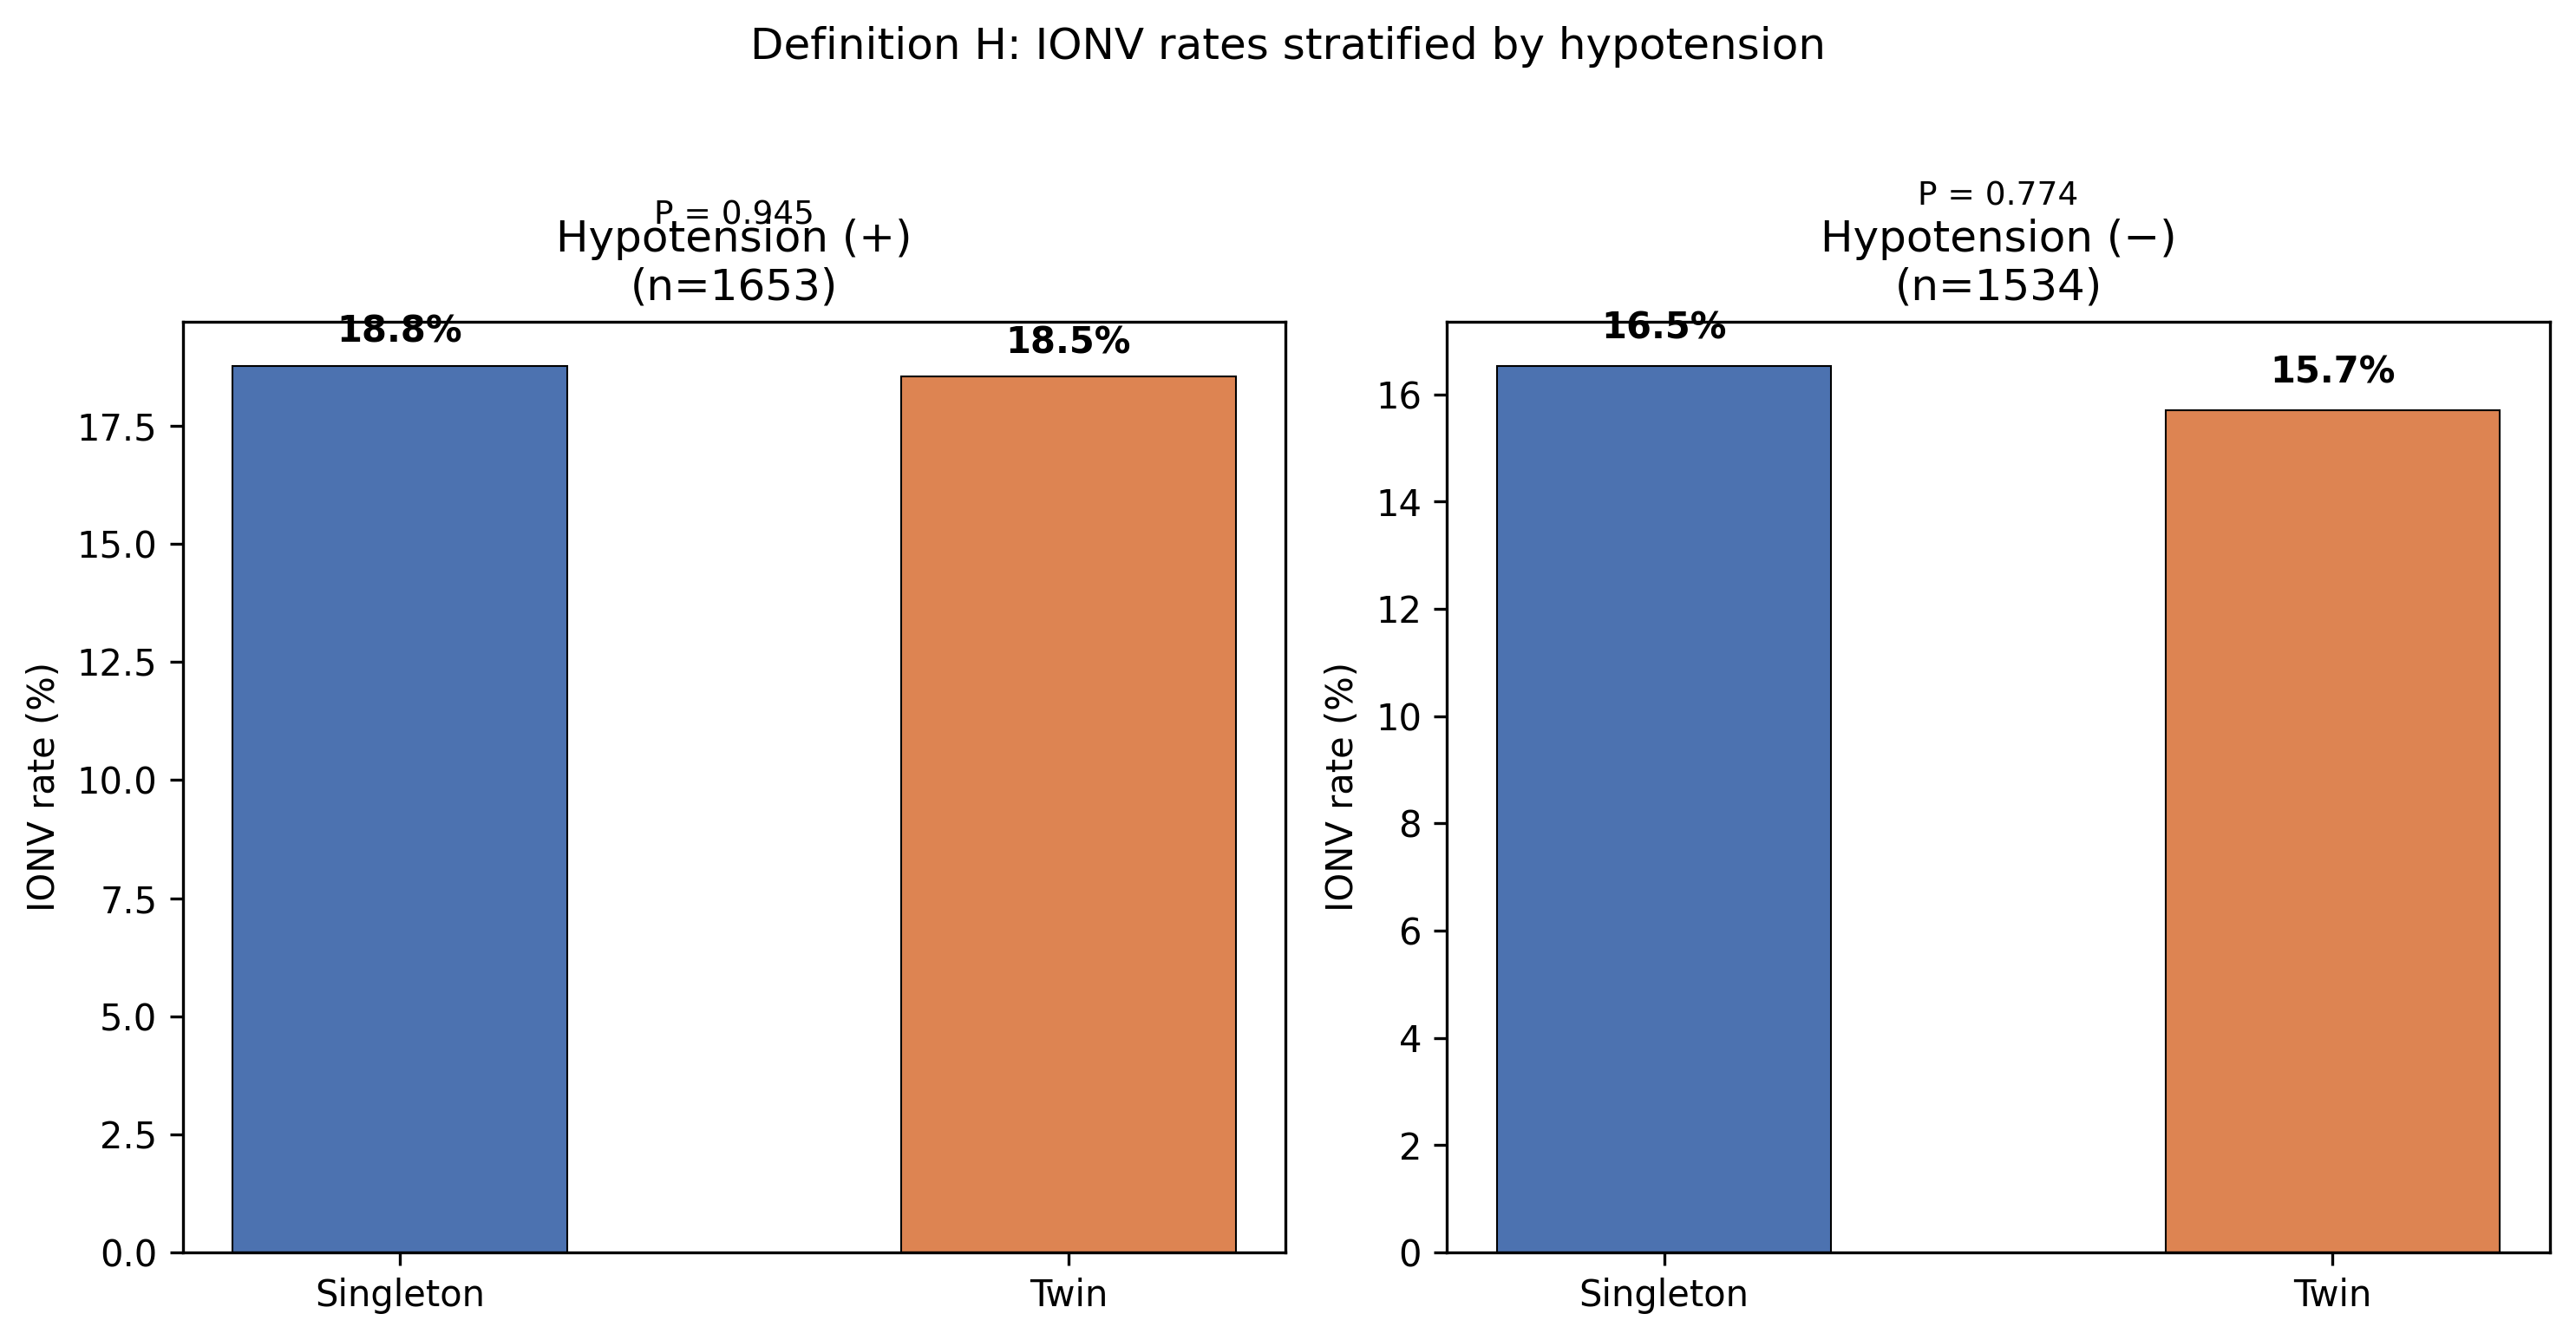 Definition H: IONV rates stratified by hypotension
P = 0.945
Hypotension (+)
(n=1653)
18.8%
18.5%
17.5
15.0
12.5
10.0
7.5
5.0
2.5
0.0
IONV rate (%)
Singleton
Twin
P = 0.774
Hypotension (−)
(n=1534)
16.5%
15.7%
16
14
12
10
8
6
4
2
0
IONV rate (%)
Singleton
Twin